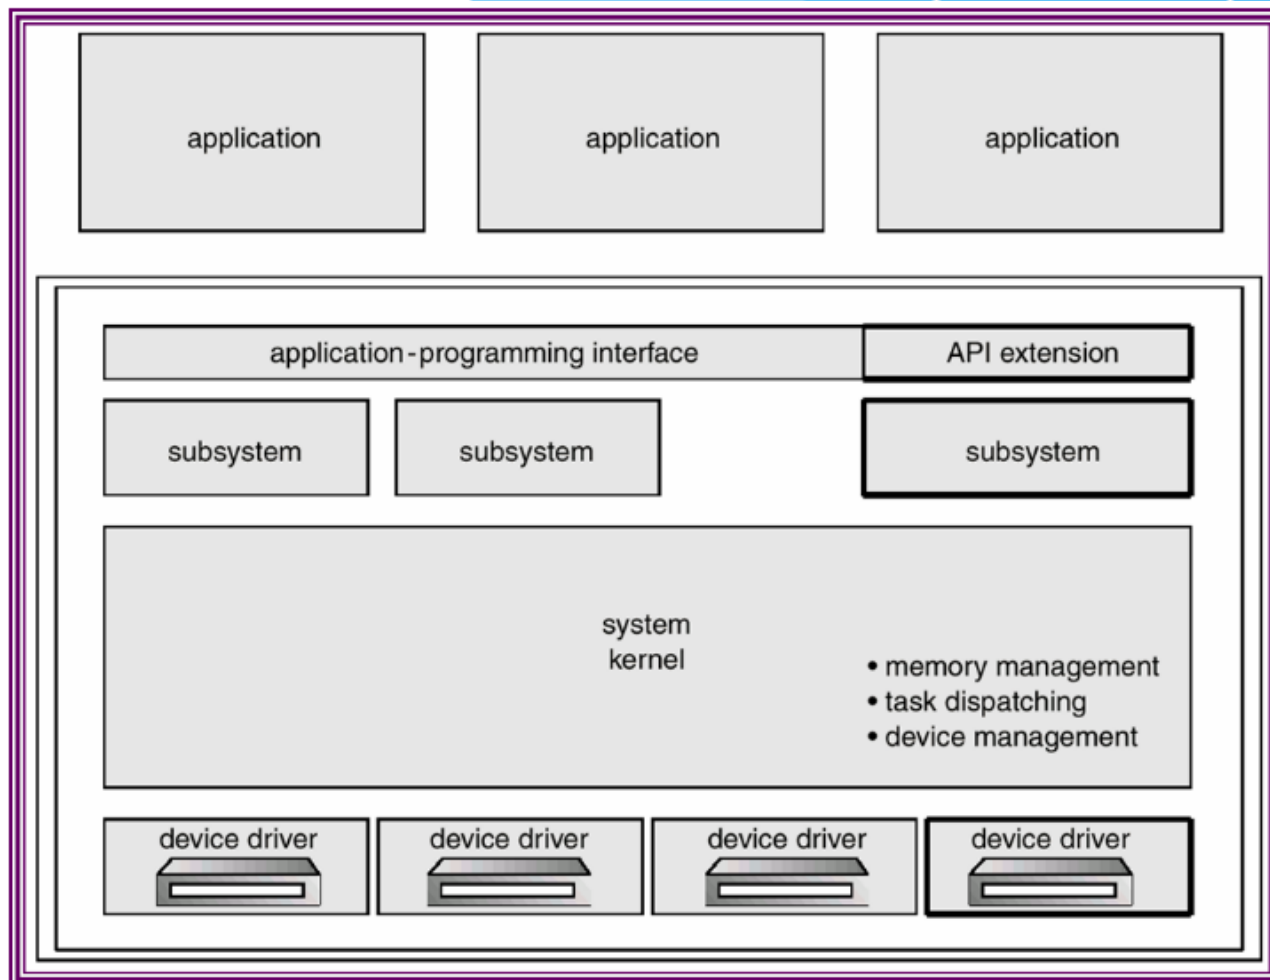 application
application
application
application-programming interface
API extension
subsystem
subsystem
subsystem
system
kernel
• memory management
• task dispatching
• device management
device driver
device driver
device driver
device driver